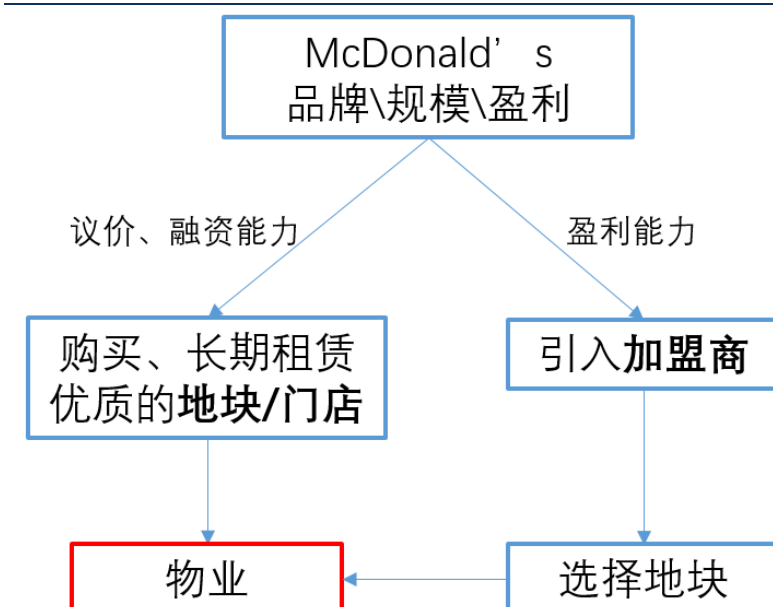 McDonald’s
品牌\规模\盈利
议价、融资能力
盈利能力
购买、长期租赁
优质的地块/门店
引入加盟商
物业
选择地块